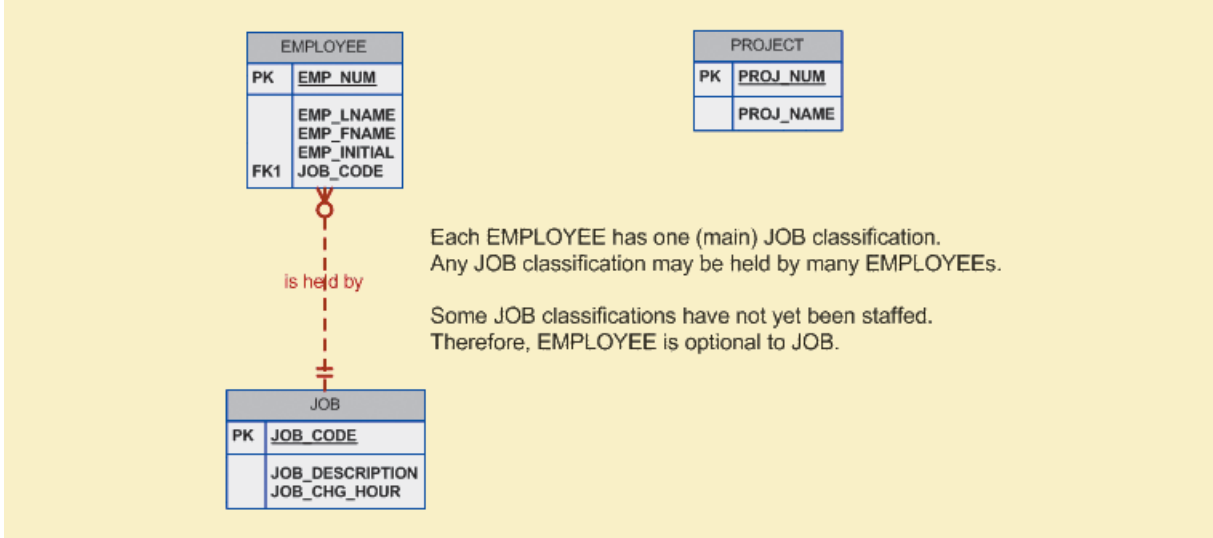 EMPLOYEE
PK EMP_NUM
EMP_LNAME
EMP_FNAME
EMP_INITIAL
FK1 JOB_CODE
PROJECT
PK PROJ_NUM
PROJ_NAME
is held by
Each EMPLOYEE has one (main) JOB classification.
Any JOB classification may be held by many EMPLOYEEs.
Some JOB classifications have not yet been staffed.
Therefore, EMPLOYEE is optional to JOB.
JOB
PK JOB_CODE
JOB_DESCRIPTION
JOB_CHG_HOUR